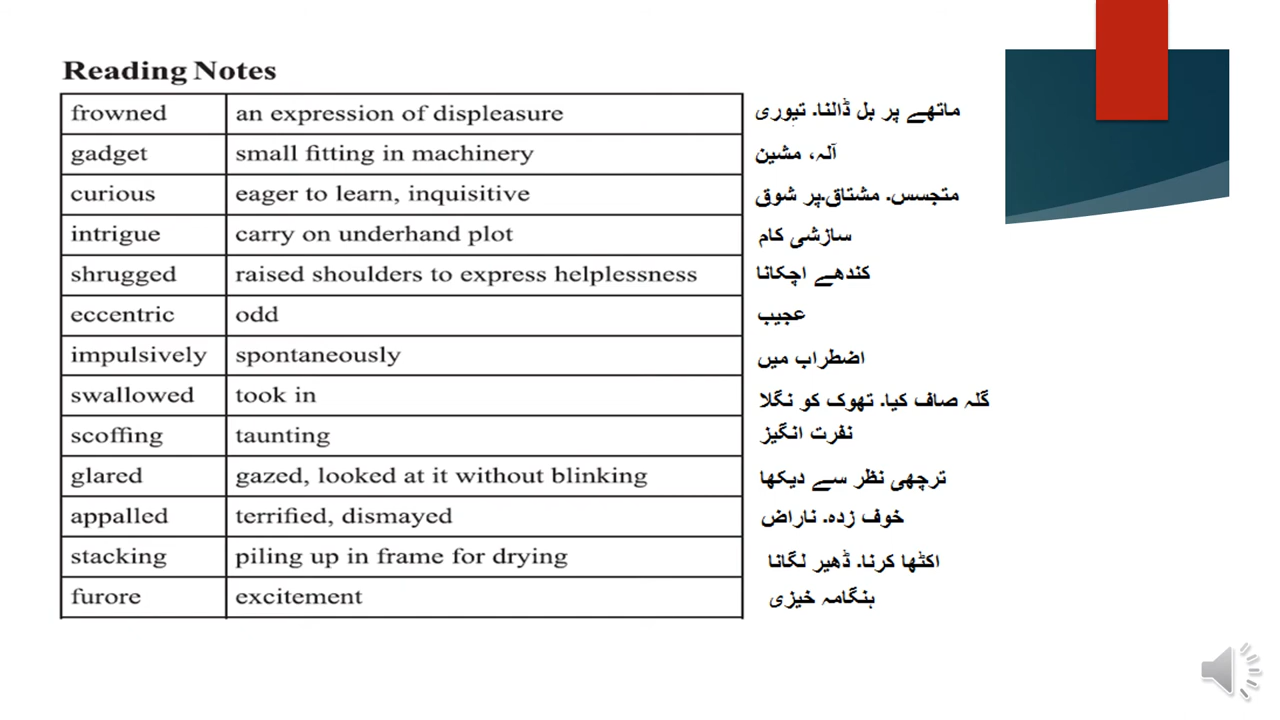 Reading Notes
frowned an expression of displeasure ماتھے پر بل ڈالنا۔ تیوری
gadget small fitting in machinery آلہ، مشین
curious eager to learn, inquisitive متجسس۔ مشتاق۔پر شوق
intrigue carry on underhand plot سازشی کام
shrugged raised shoulders to express helplessness کندھے اچکانا
eccentric odd عجیب
impulsively spontaneously اضطراب میں
swallowed took in گلہ صاف کیا۔ تھوک کو نگلا
scoffing taunting نفرت انگیز
glared gazed, looked at it without blinking ترچھی نظر سے دیکھا
appalled terrified, dismayed خوف زدہ۔ ناراض
stacking piling up in frame for drying اکٹھا کرنا۔ ڈھیر لگانا
furore excitement ہنگامہ خیزی